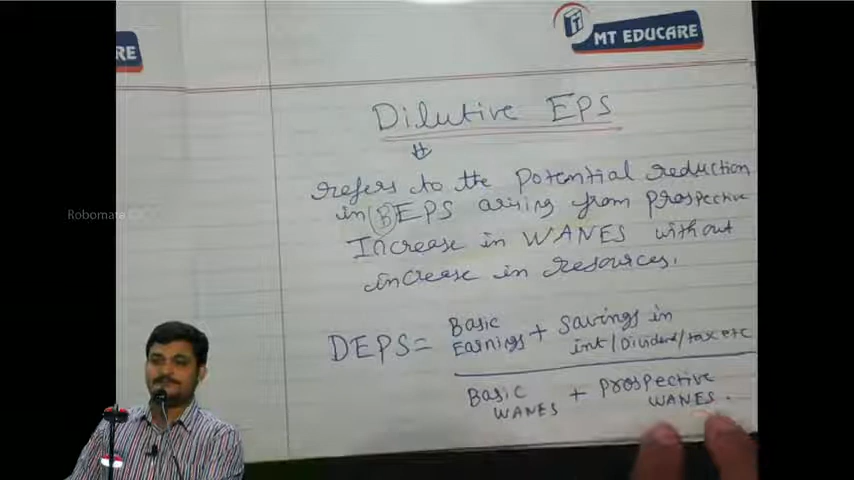 RE
MT EDUCARE
Dilutive EPS
refers to the Potential reduction
in BEPS arising from prospective
Increase in WANES without
increase in resources.
DEPS = Basic Earnings + Savings in int/Dividend/tax etc
Basic WANES + Prospective WANES.
Robomate